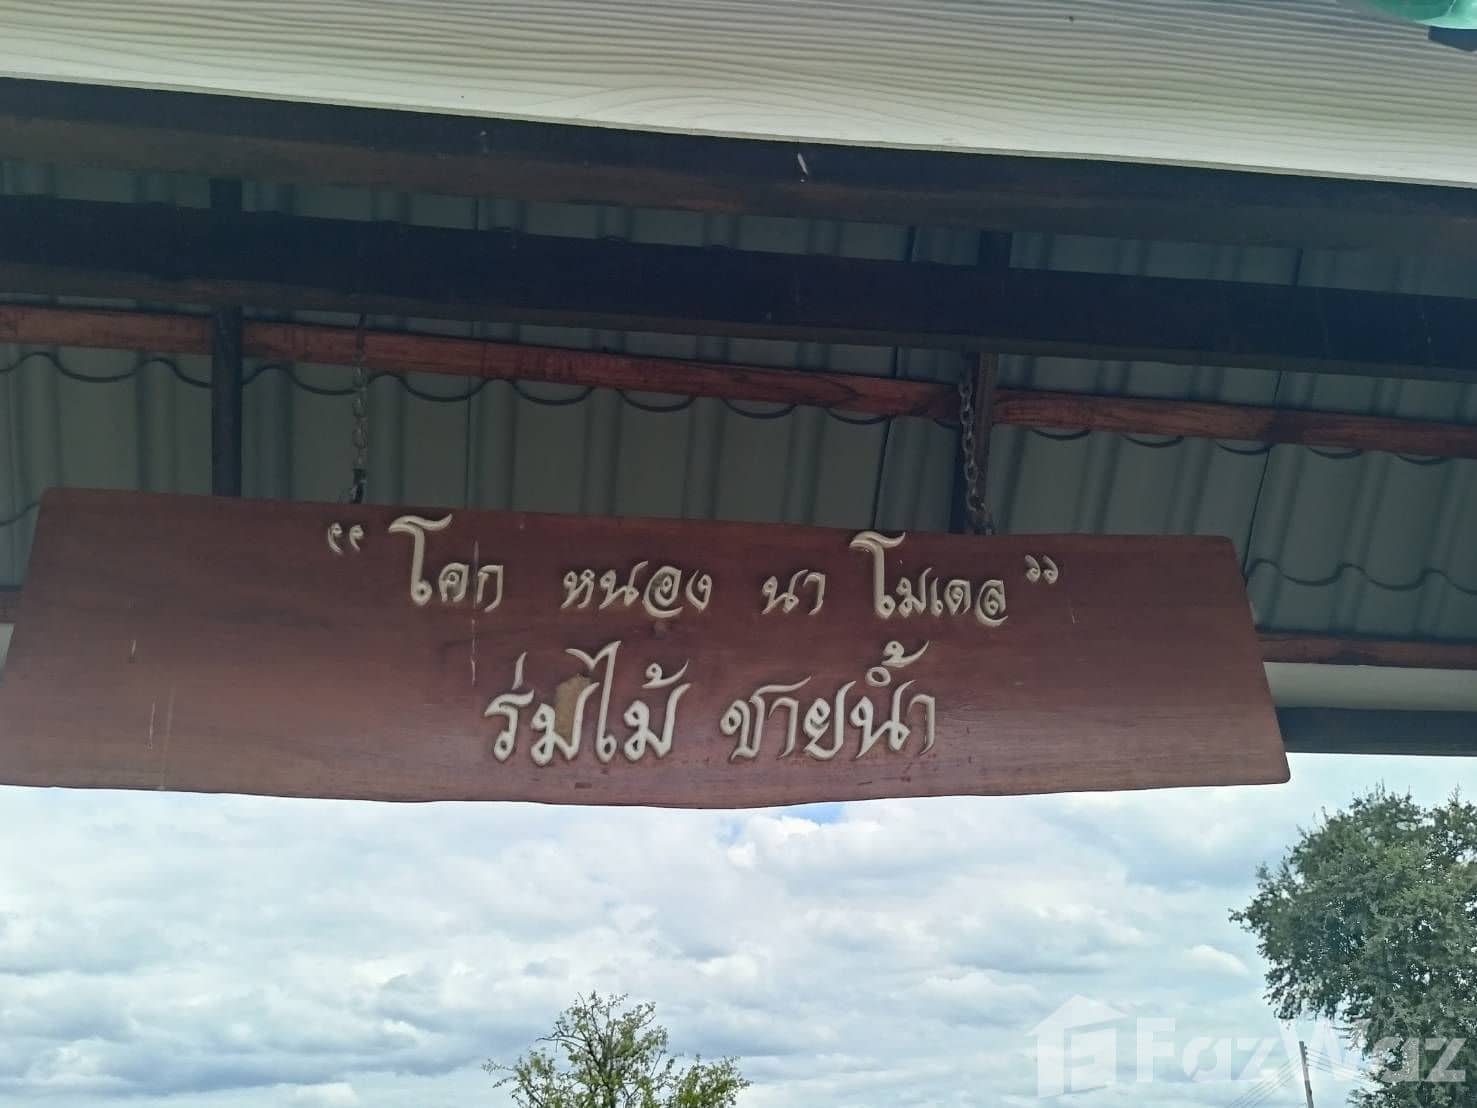 “โคก หนอง นา โมเดล”
ร่มไม้ ชายน้ำ
FazWaz